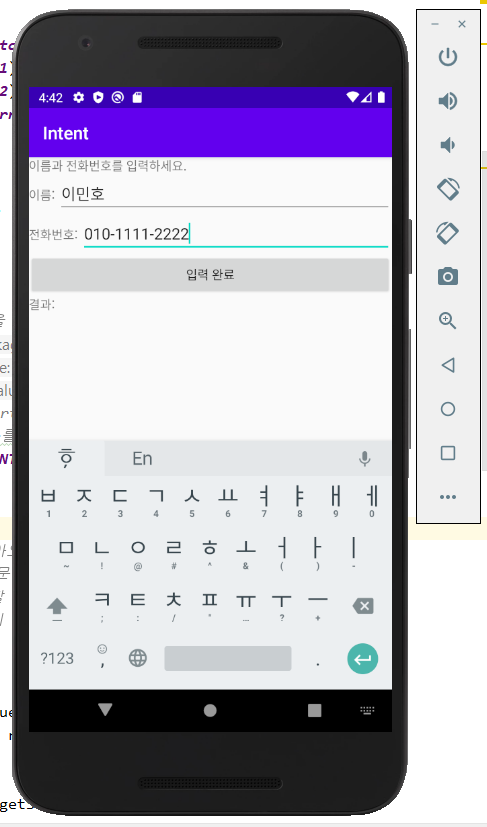 4:42
Intent
이름과 전화번호를 입력하세요.
이름: 이민호
전화번호: 010-1111-2222
입력 완료
결과:
En
ㅂ ㅈ ㄷ ㄱ ㅅ ㅛ ㅕ ㅑ ㅐ ㅔ
1 2 3 4 5 6 7 8 9 0
ㅁ ㄴ ㅇ ㄹ ㅎ ㅗ ㅓ ㅏ ㅣ
~ ! @ # ^ & ( ) -
ㅋ ㅌ ㅊ ㅍ ㅠ ㅜ ㅡ
; : / ' ... ? +
?123 , .